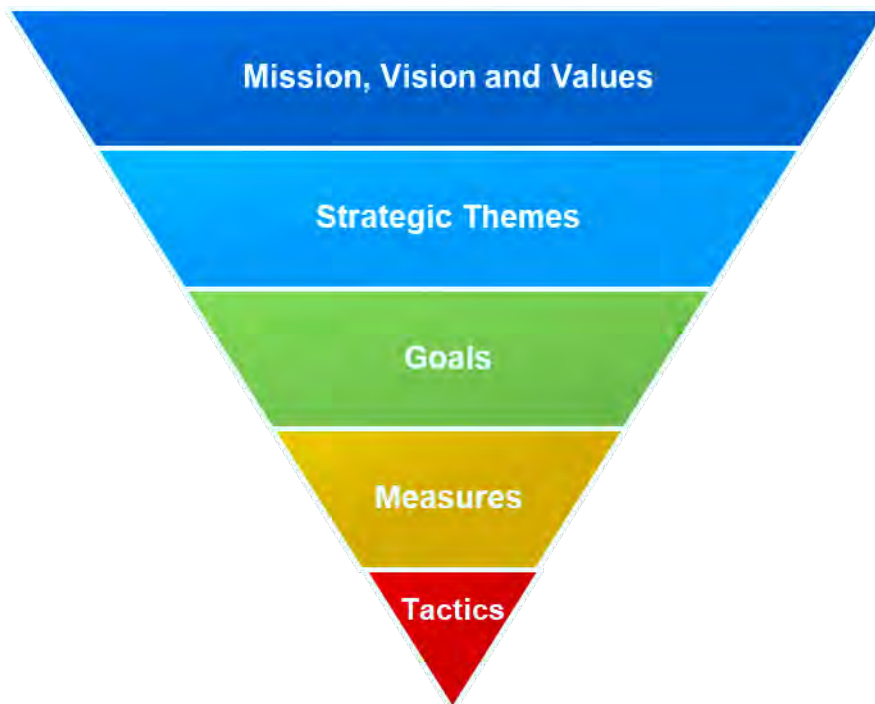 Mission, Vision and Values
Strategic Themes
Goals
Measures
Tactics